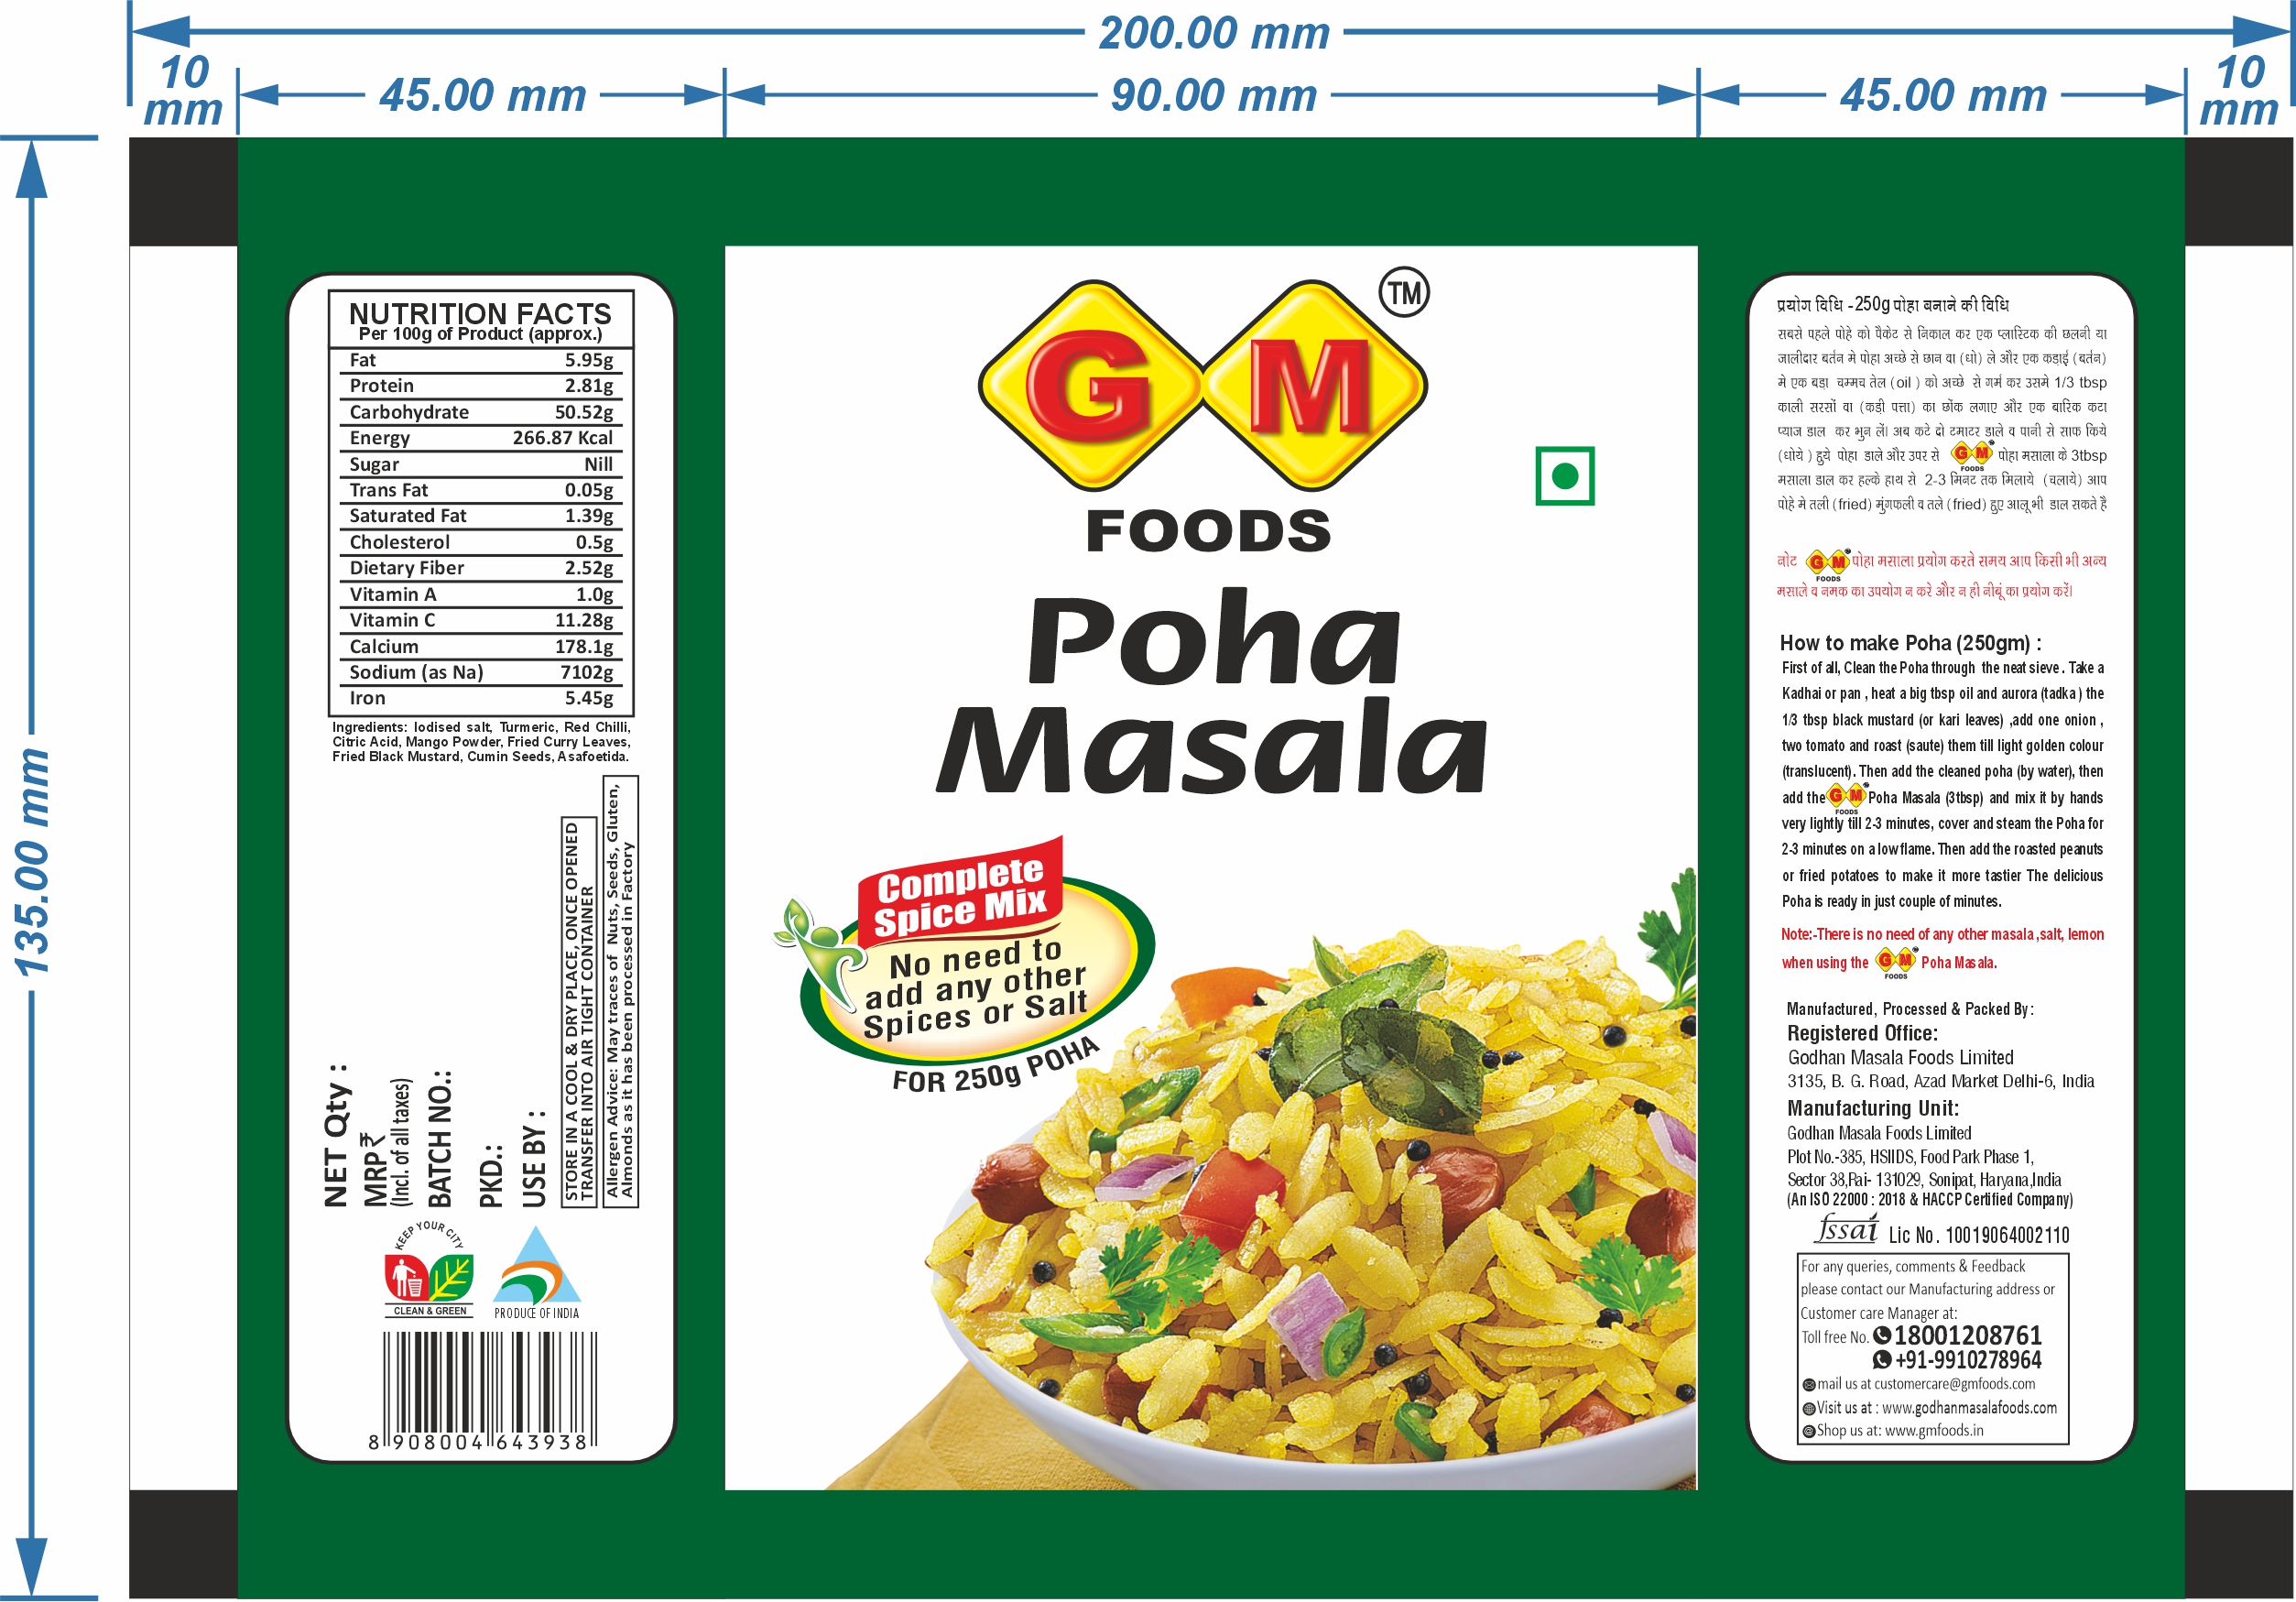 200.00 mm
10
mm
45.00 mm
90.00 mm
45.00 mm
10
mm
135.00 mm
NUTRITION FACTS
Per 100g of Product (approx.)
Fat 5.95g
Protein 2.81g
Carbohydrate 50.52g
Energy 266.87 Kcal
Sugar Nill
Trans Fat 0.05g
Saturated Fat 1.39g
Cholesterol 0.5g
Dietary Fiber 2.52g
Vitamin A 1.0g
Vitamin C 11.28g
Calcium 178.1g
Sodium (as Na) 7102g
Iron 5.45g
Ingredients: Iodised salt, Turmeric, Red Chilli,
Citric Acid, Mango Powder, Fried Curry Leaves,
Fried Black Mustard, Cumin Seeds, Asafoetida.
NET Qty :
MRP ₹
(Incl. of all taxes)
BATCH NO.:
PKD.:
USE BY :
STORE IN A COOL & DRY PLACE, ONCE OPENED
TRANSFER INTO AIR TIGHT CONTAINER
Allergen Advice: May traces of Nuts, Seeds, Gluten,
Almonds as it has been processed in Factory
KEEP YOUR CITY
CLEAN & GREEN
PRODUCE OF INDIA
8 908004 643938
GM
TM
FOODS
Poha
Masala
Complete
Spice Mix
No need to
add any other
Spices or Salt
FOR 250g POHA
प्रयोग विधि -250g पोहा बनाने की विधि
सबसे पहले पोहे को पैकेट से निकाल कर एक प्लास्टिक की छलनी या
जालीदार बर्तन मे पोहा अच्छे से छान वा (धो) ले और एक कड़ाई (बर्तन)
मे एक बड़ा चम्मच तेल (oil ) को अच्छे से गर्म कर उसमे 1/3 tbsp
काली सरसों वा (कड़ी पत्ता) का छोंक लगाए और एक बारिक कटा
प्याज डाल कर भुन लें। अब कटे दो टमाटर डाले व पानी से साफ किये
(धोये ) हुये पोहा डाले और उपर से GM FOODS पोहा मसाला के 3tbsp
मसाला डाल कर हल्के हाथ से 2-3 मिनट तक मिलाये (चलाये) आप
पोहे मे तली (fried) मुंगफली व तले (fried) हुए आलू भी डाल सकते है
नोट GM FOODS पोहा मसाला प्रयोग करते समय आप किसी भी अन्य
मसाले व नमक का उपयोग न करे और न ही नीबूं का प्रयोग करें।
How to make Poha (250gm) :
First of all, Clean the Poha through the neat sieve . Take a
Kadhai or pan , heat a big tbsp oil and aurora (tadka ) the
1/3 tbsp black mustard (or kari leaves) ,add one onion ,
two tomato and roast (saute) them till light golden colour
(translucent). Then add the cleaned poha (by water), then
add the GM FOODS Poha Masala (3tbsp) and mix it by hands
very lightly till 2-3 minutes, cover and steam the Poha for
2-3 minutes on a low flame. Then add the roasted peanuts
or fried potatoes to make it more tastier The delicious
Poha is ready in just couple of minutes.
Note:-There is no need of any other masala ,salt, lemon
when using the GM FOODS Poha Masala.
Manufactured, Processed & Packed By :
Registered Office:
Godhan Masala Foods Limited
3135, B. G. Road, Azad Market Delhi-6, India
Manufacturing Unit:
Godhan Masala Foods Limited
Plot No.-385, HSIIDS, Food Park Phase 1,
Sector 38,Rai- 131029, Sonipat, Haryana,India
(An ISO 22000 : 2018 & HACCP Certified Company)
fssai Lic No. 10019064002110
For any queries, comments & Feedback
please contact our Manufacturing address or
Customer care Manager at:
Toll free No. 18001208761
+91-9910278964
mail us at customercare@gmfoods.com
Visit us at : www.godhanmasalafoods.com
Shop us at: www.gmfoods.in